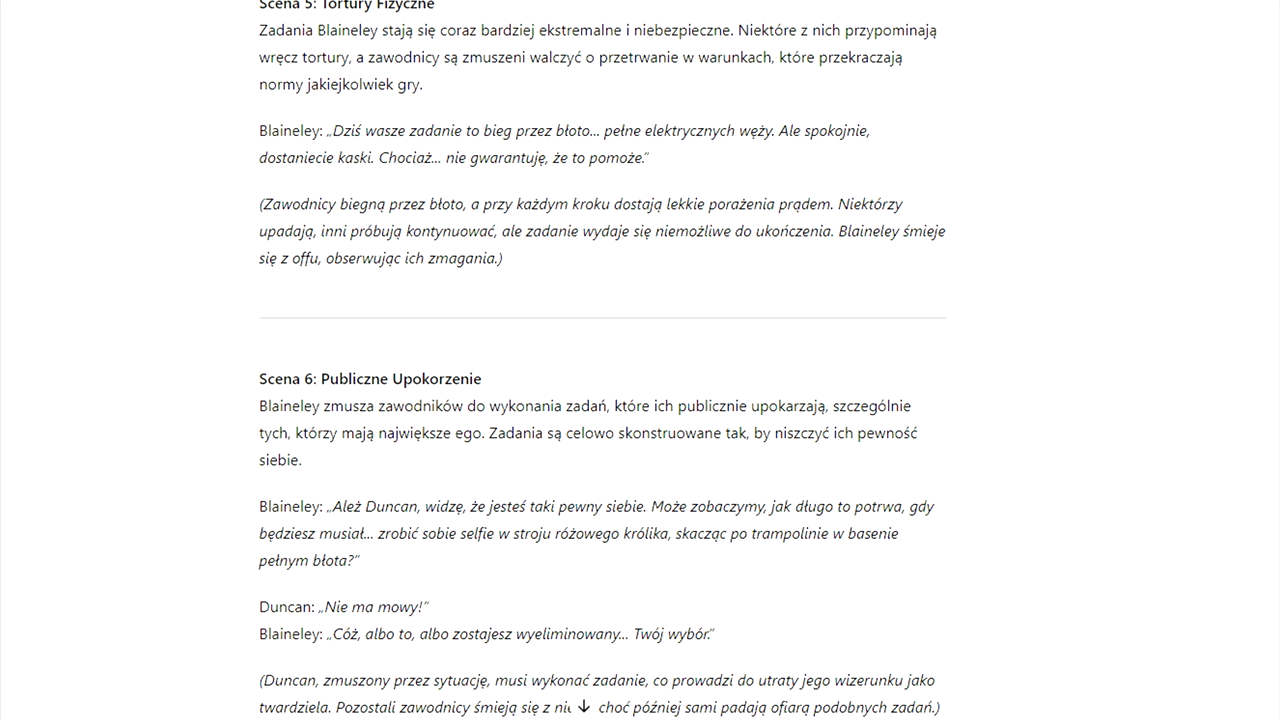 Scena 5: Tortury Fizyczne
Zadania Blaineley stają się coraz bardziej ekstremalne i niebezpieczne. Niektóre z nich przypominają
wręcz tortury, a zawodnicy są zmuszeni walczyć o przetrwanie w warunkach, które przekraczają
normy jakiejkolwiek gry.
Blaineley: „Dziś wasze zadanie to bieg przez błoto... pełne elektrycznych węży. Ale spokojnie,
dostaniecie kaski. Chociaż... nie gwarantuję, że to pomoże.”
(Zawodnicy biegną przez błoto, a przy każdym kroku dostają lekkie porażenia prądem. Niektórzy
upadają, inni próbują kontynuować, ale zadanie wydaje się niemożliwe do ukończenia. Blaineley śmieje
się z offu, obserwując ich zmagania.)
Scena 6: Publiczne Upokorzenie
Blaineley zmusza zawodników do wykonania zadań, które ich publicznie upokarzają, szczególnie
tych, którzy mają największe ego. Zadania są celowo skonstruowane tak, by niszczyć ich pewność
siebie.
Blaineley: „Ależ Duncan, widzę, że jesteś taki pewny siebie. Może zobaczymy, jak długo to potrwa, gdy
będziesz musiał... zrobić sobie selfie w stroju różowego królika, skacząc po trampolinie w basenie
pełnym błota?”
Duncan: „Nie ma mowy!”
Blaineley: „Cóż, albo to, albo zostajesz wyeliminowany... Twój wybór.”
(Duncan, zmuszony przez sytuację, musi wykonać zadanie, co prowadzi do utraty jego wizerunku jako
twardziela. Pozostali zawodnicy śmieją się z choć później sami padają ofiarą podobnych zadań.)